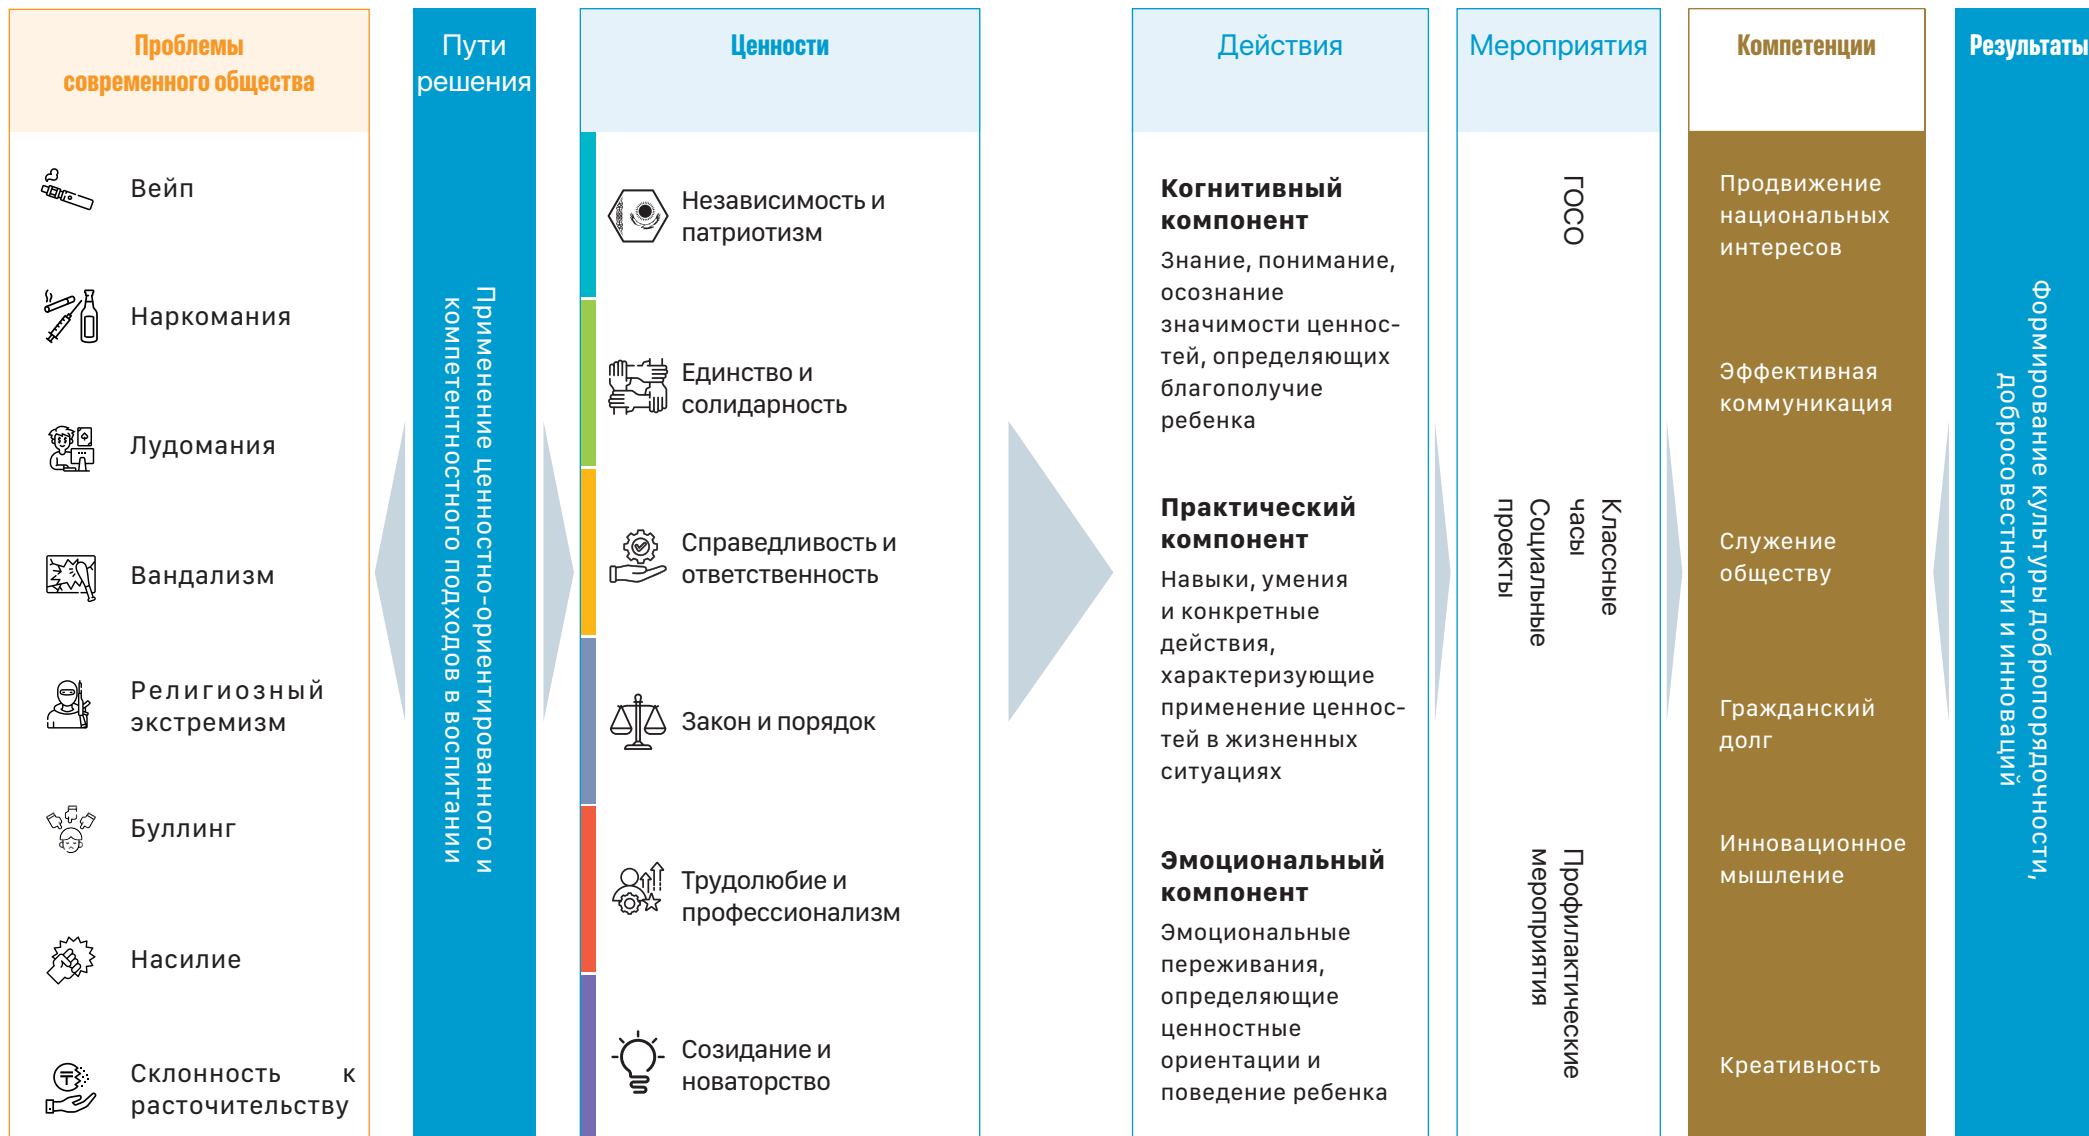 Проблемы
современного общества
Вейп
Наркомания
Лудомания
Вандализм
Религиозный
экстремизм
Буллинг
Насилие
Склонность к
расточительству
Пути
решения
Применение ценностно-ориентированного и
компетентностного подходов в воспитании
Ценности
Независимость и
патриотизм
Единство и
солидарность
Справедливость и
ответственность
Закон и порядок
Трудолюбие и
профессионализм
Созидание и
новаторство
Действия
Когнитивный
компонент
Знание, понимание,
осознание
значимости ценнос-
тей, определяющих
благополучие
ребенка
Практический
компонент
Навыки, умения
и конкретные
действия,
характеризующие
применение ценнос-
тей в жизненных
ситуациях
Эмоциональный
компонент
Эмоциональные
переживания,
определяющие
ценностные
ориентации и
поведение ребенка
Мероприятия
ГОСО
Классные
часы
Социальные
проекты
Профилактические
мероприятия
Компетенции
Продвижение
национальных
интересов
Эффективная
коммуникация
Служение
обществу
Гражданский
долг
Инновационное
мышление
Креативность
Результаты
Формирование культуры добропорядочности,
добросовестности и инноваций